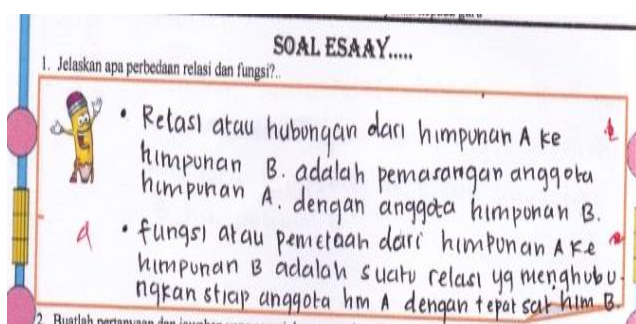 SOAL ESAAY.....
1. Jelaskan apa perbedaan relasi dan fungsi?..
• Relasi atau hubungan dari himpunan A ke
himpunan B. adalah pemasangan anggota
himpunan A. dengan anggota himpunan B.
4 • fungsi atau pemetaan dari himpunan A ke
himpunan B adalah suatu relasi yg menghubu-
ngkan stiap anggota hm A dengan tepat sat him B.
2. Buatlah pertanyaan dan